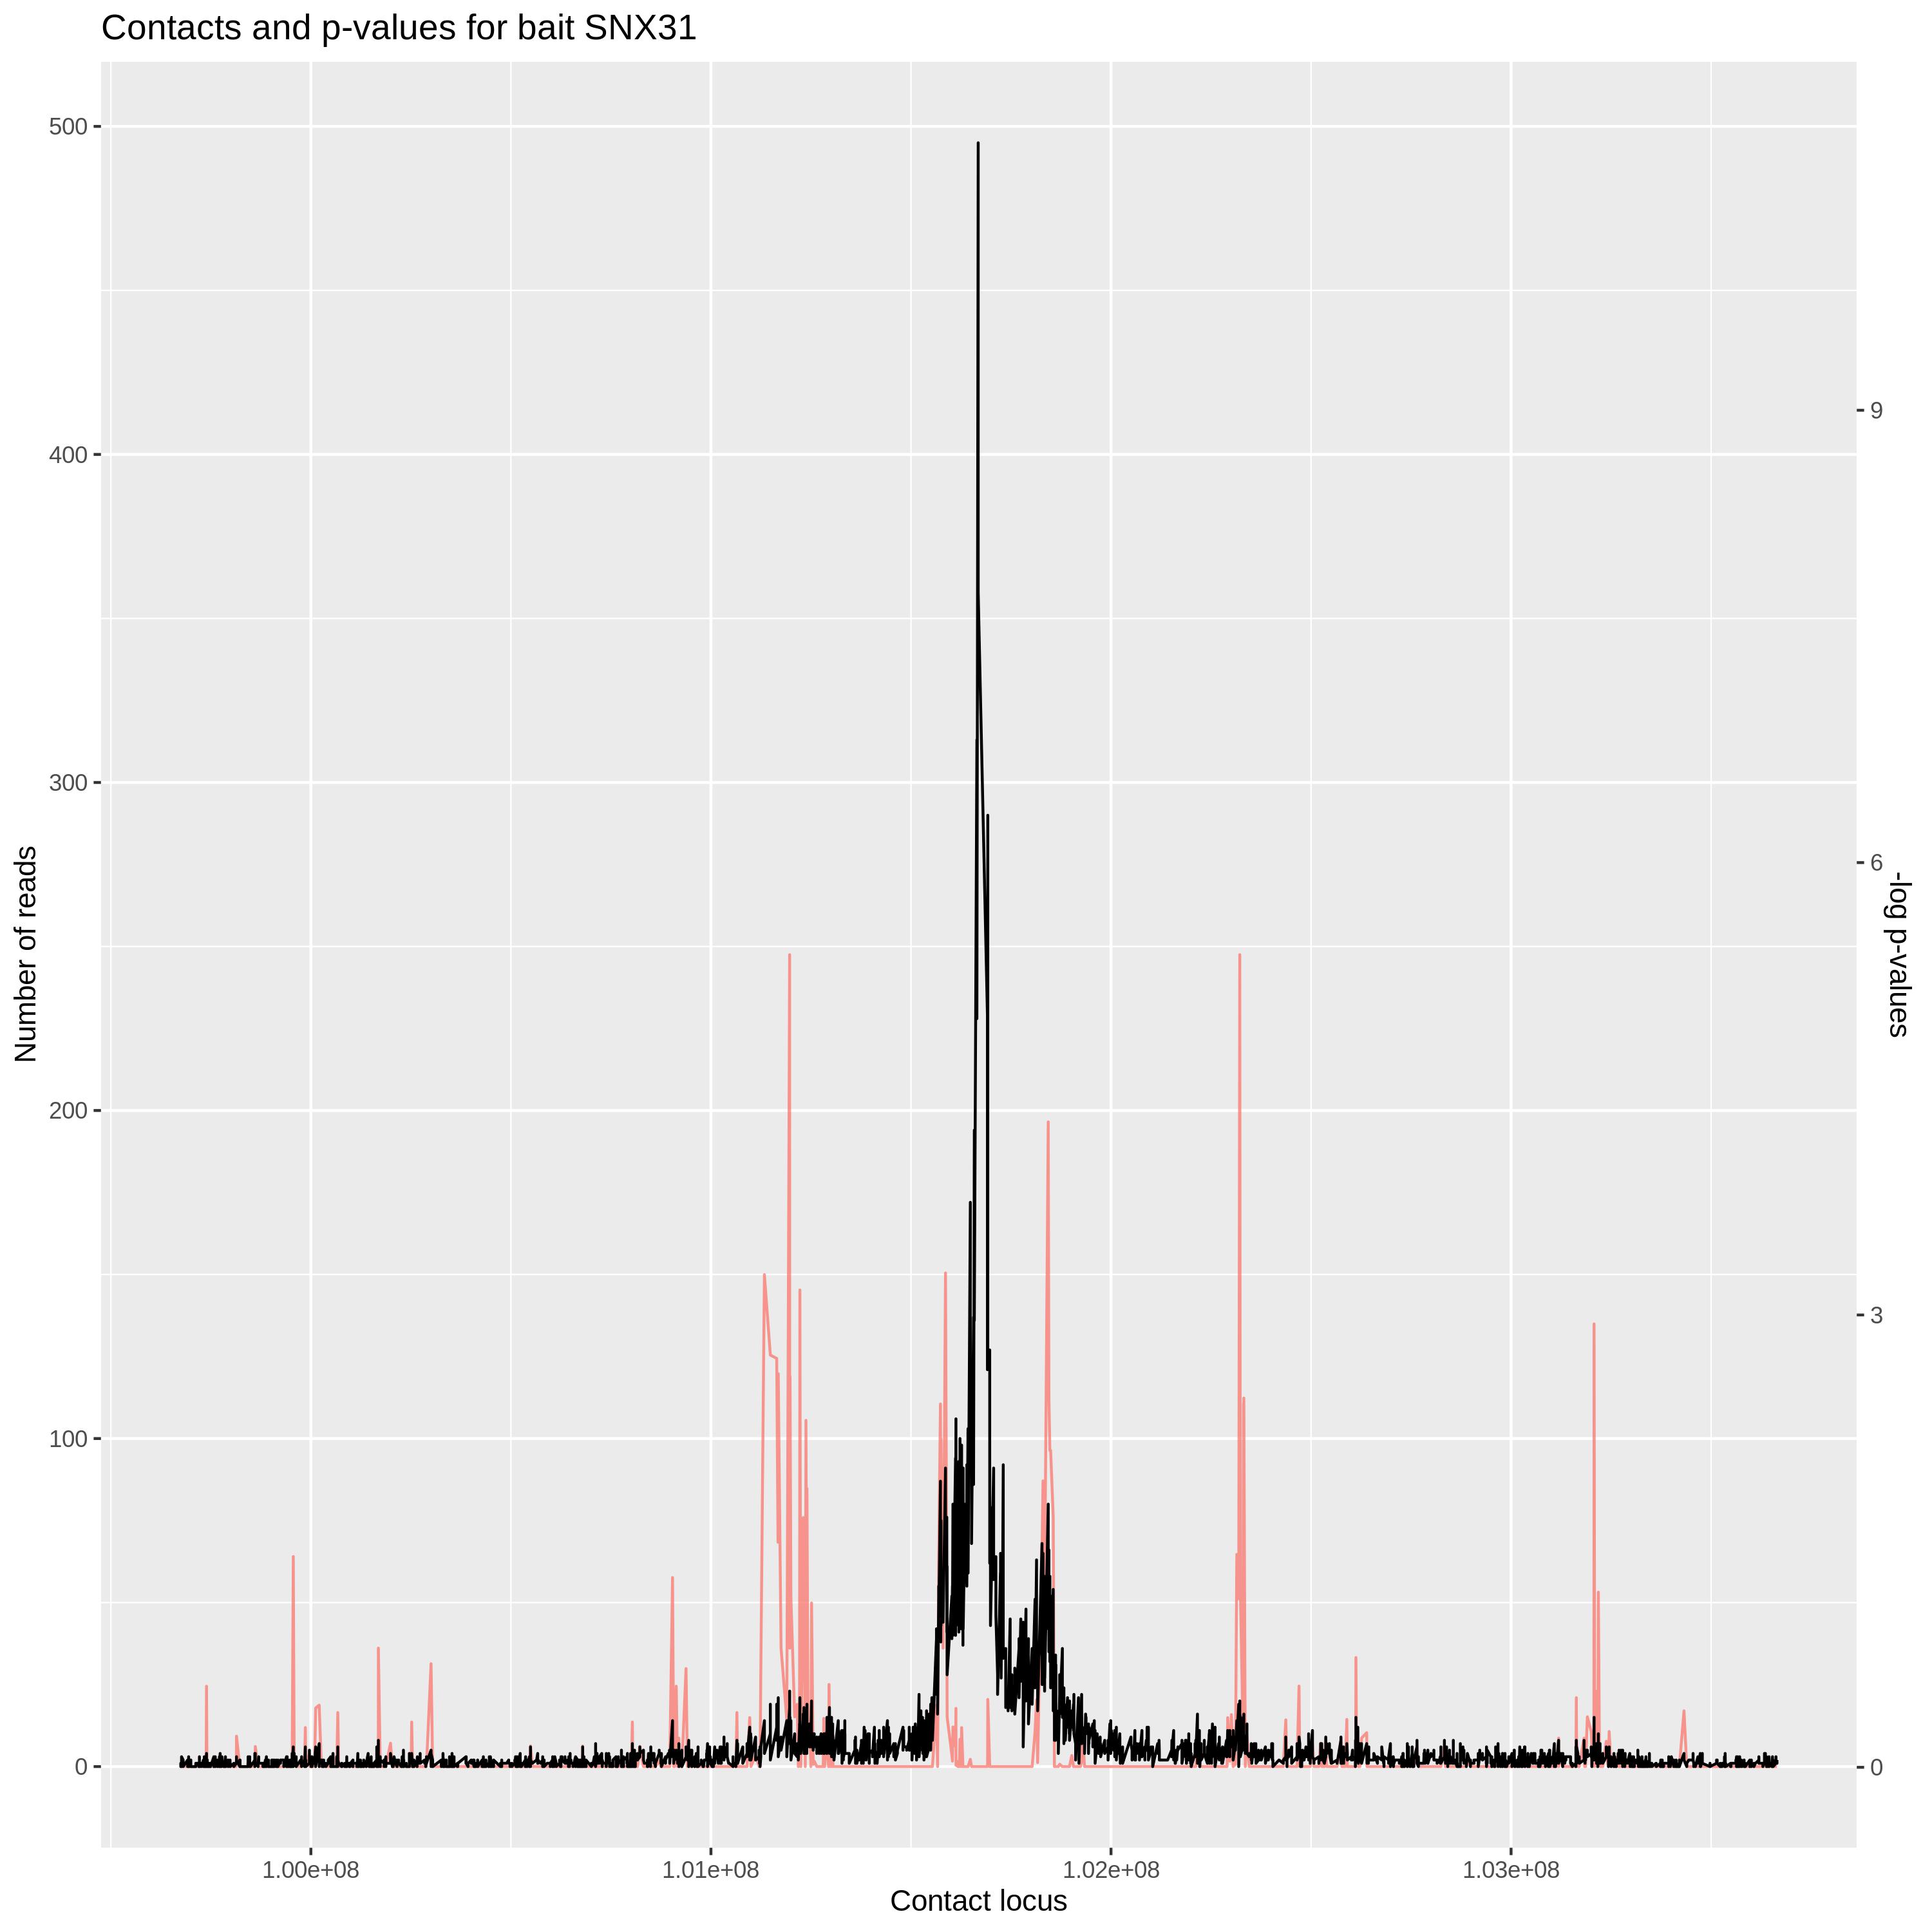 Contacts and p-values for bait SNX31
500
400
300
200
100
0
Number of reads
9
6
3
0
-log p-values
1.00e+08
1.01e+08
1.02e+08
1.03e+08
Contact locus